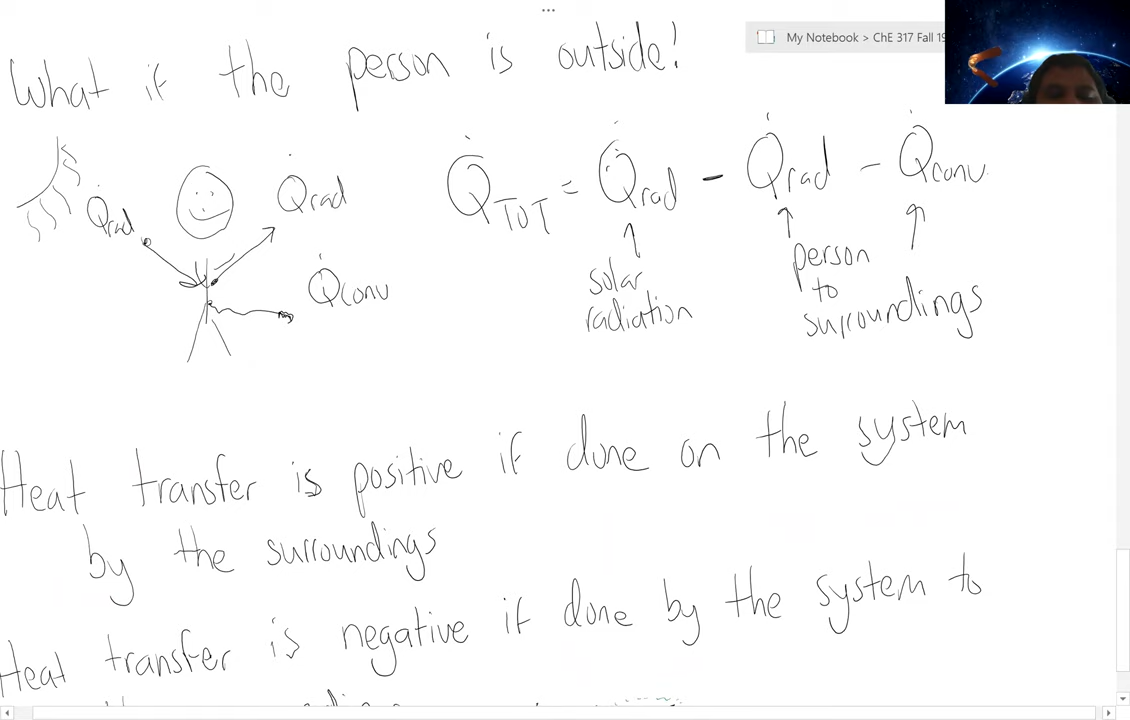 What if the person is outside!
My Notebook > ChE 317 Fall 19
Q̇rad
Q̇rad
Q̇conv
Q̇TOT = Q̇rad - Q̇rad - Q̇conv
solar
radiation
person
to
surroundings
Heat transfer is positive if done on the system
by the surroundings
Heat transfer is negative if done by the system to